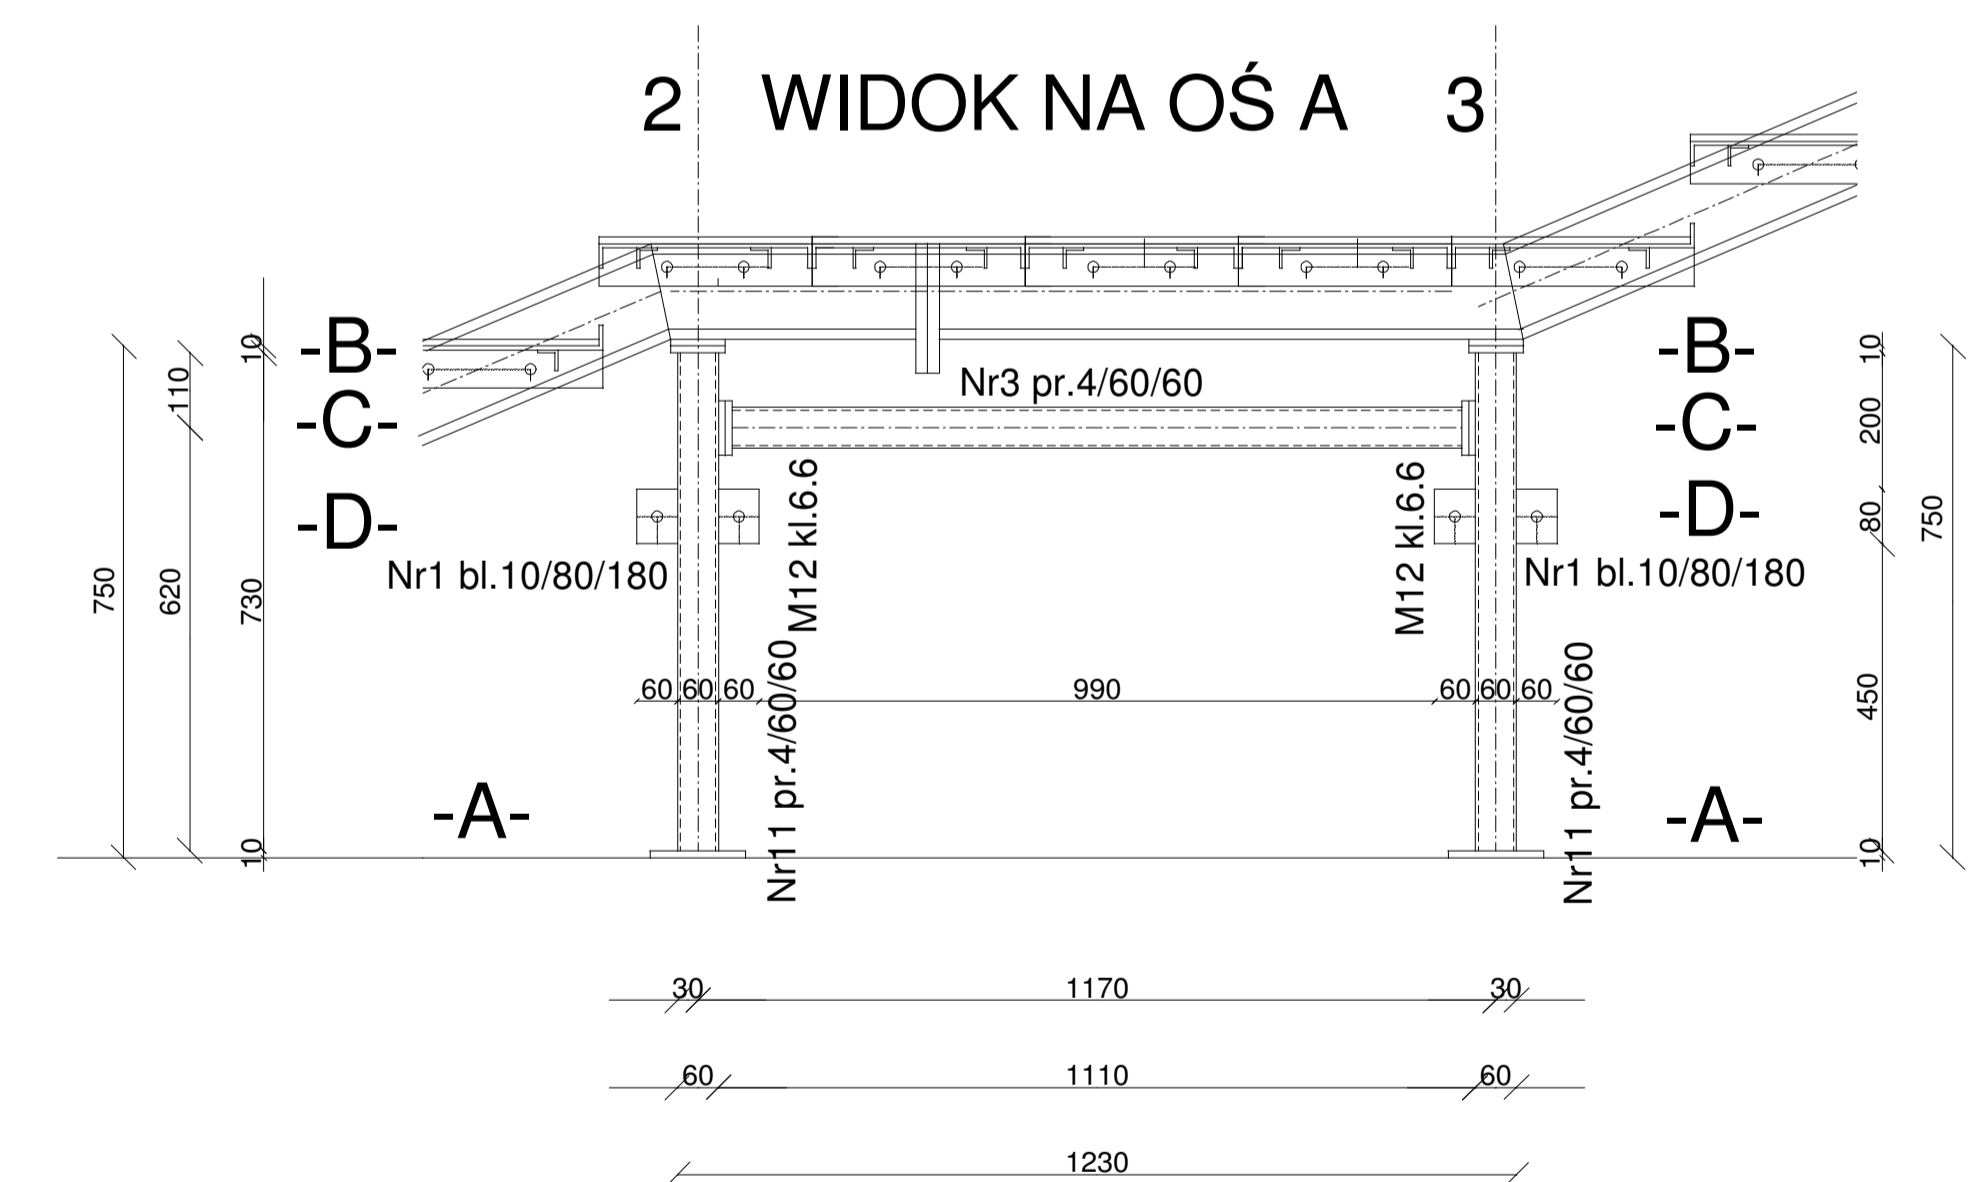 2 WIDOK NA OŚ A 3
10 -B- -B- 10
110 Nr3 pr.4/60/60
-C- -C- 200
M12 kl.6.6 M12 kl.6.6
-D- -D- 80 750
Nr1 bl.10/80/180 Nr1 bl.10/80/180
750 620 730
60 60 60 990 60 60 60 450
Nr11 pr.4/60/60 Nr11 pr.4/60/60
-A- -A-
10 10
30 1170 30
60 1110 60
1230